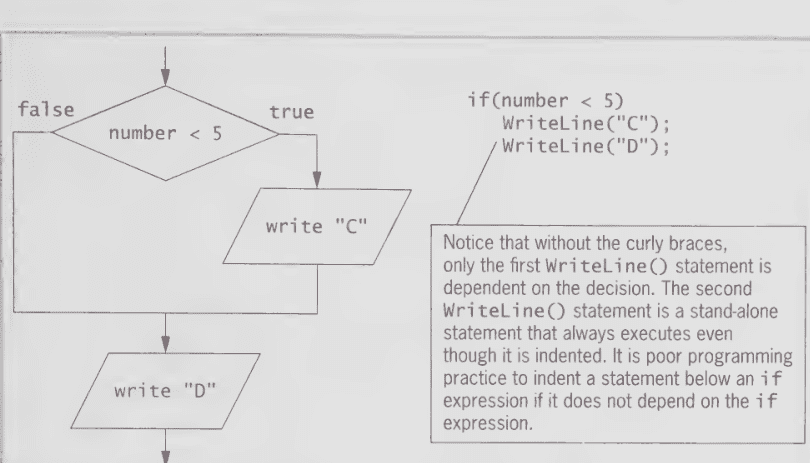 false
true
number < 5
write "C"
write "D"
if(number < 5)
WriteLine("C");
WriteLine("D");
Notice that without the curly braces,
only the first WriteLine() statement is
dependent on the decision. The second
WriteLine() statement is a stand-alone
statement that always executes even
though it is indented. It is poor programming
practice to indent a statement below an if
expression if it does not depend on the if
expression.